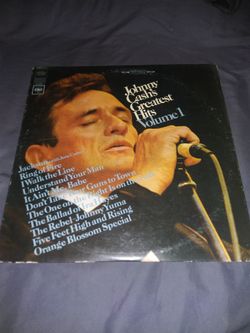 Johnny
Cash's
Greatest
Hits
Volume 1
Jackson
Ring of Fire
I Walk the Line
Understand Your Man
It Ain't Me, Babe
Don't Take Your Guns to Town
The One on the Right Is on the Left
The Ballad of Ira Hayes
The Rebel-Johnny Yuma
Five Feet High and Rising
Orange Blossom Special